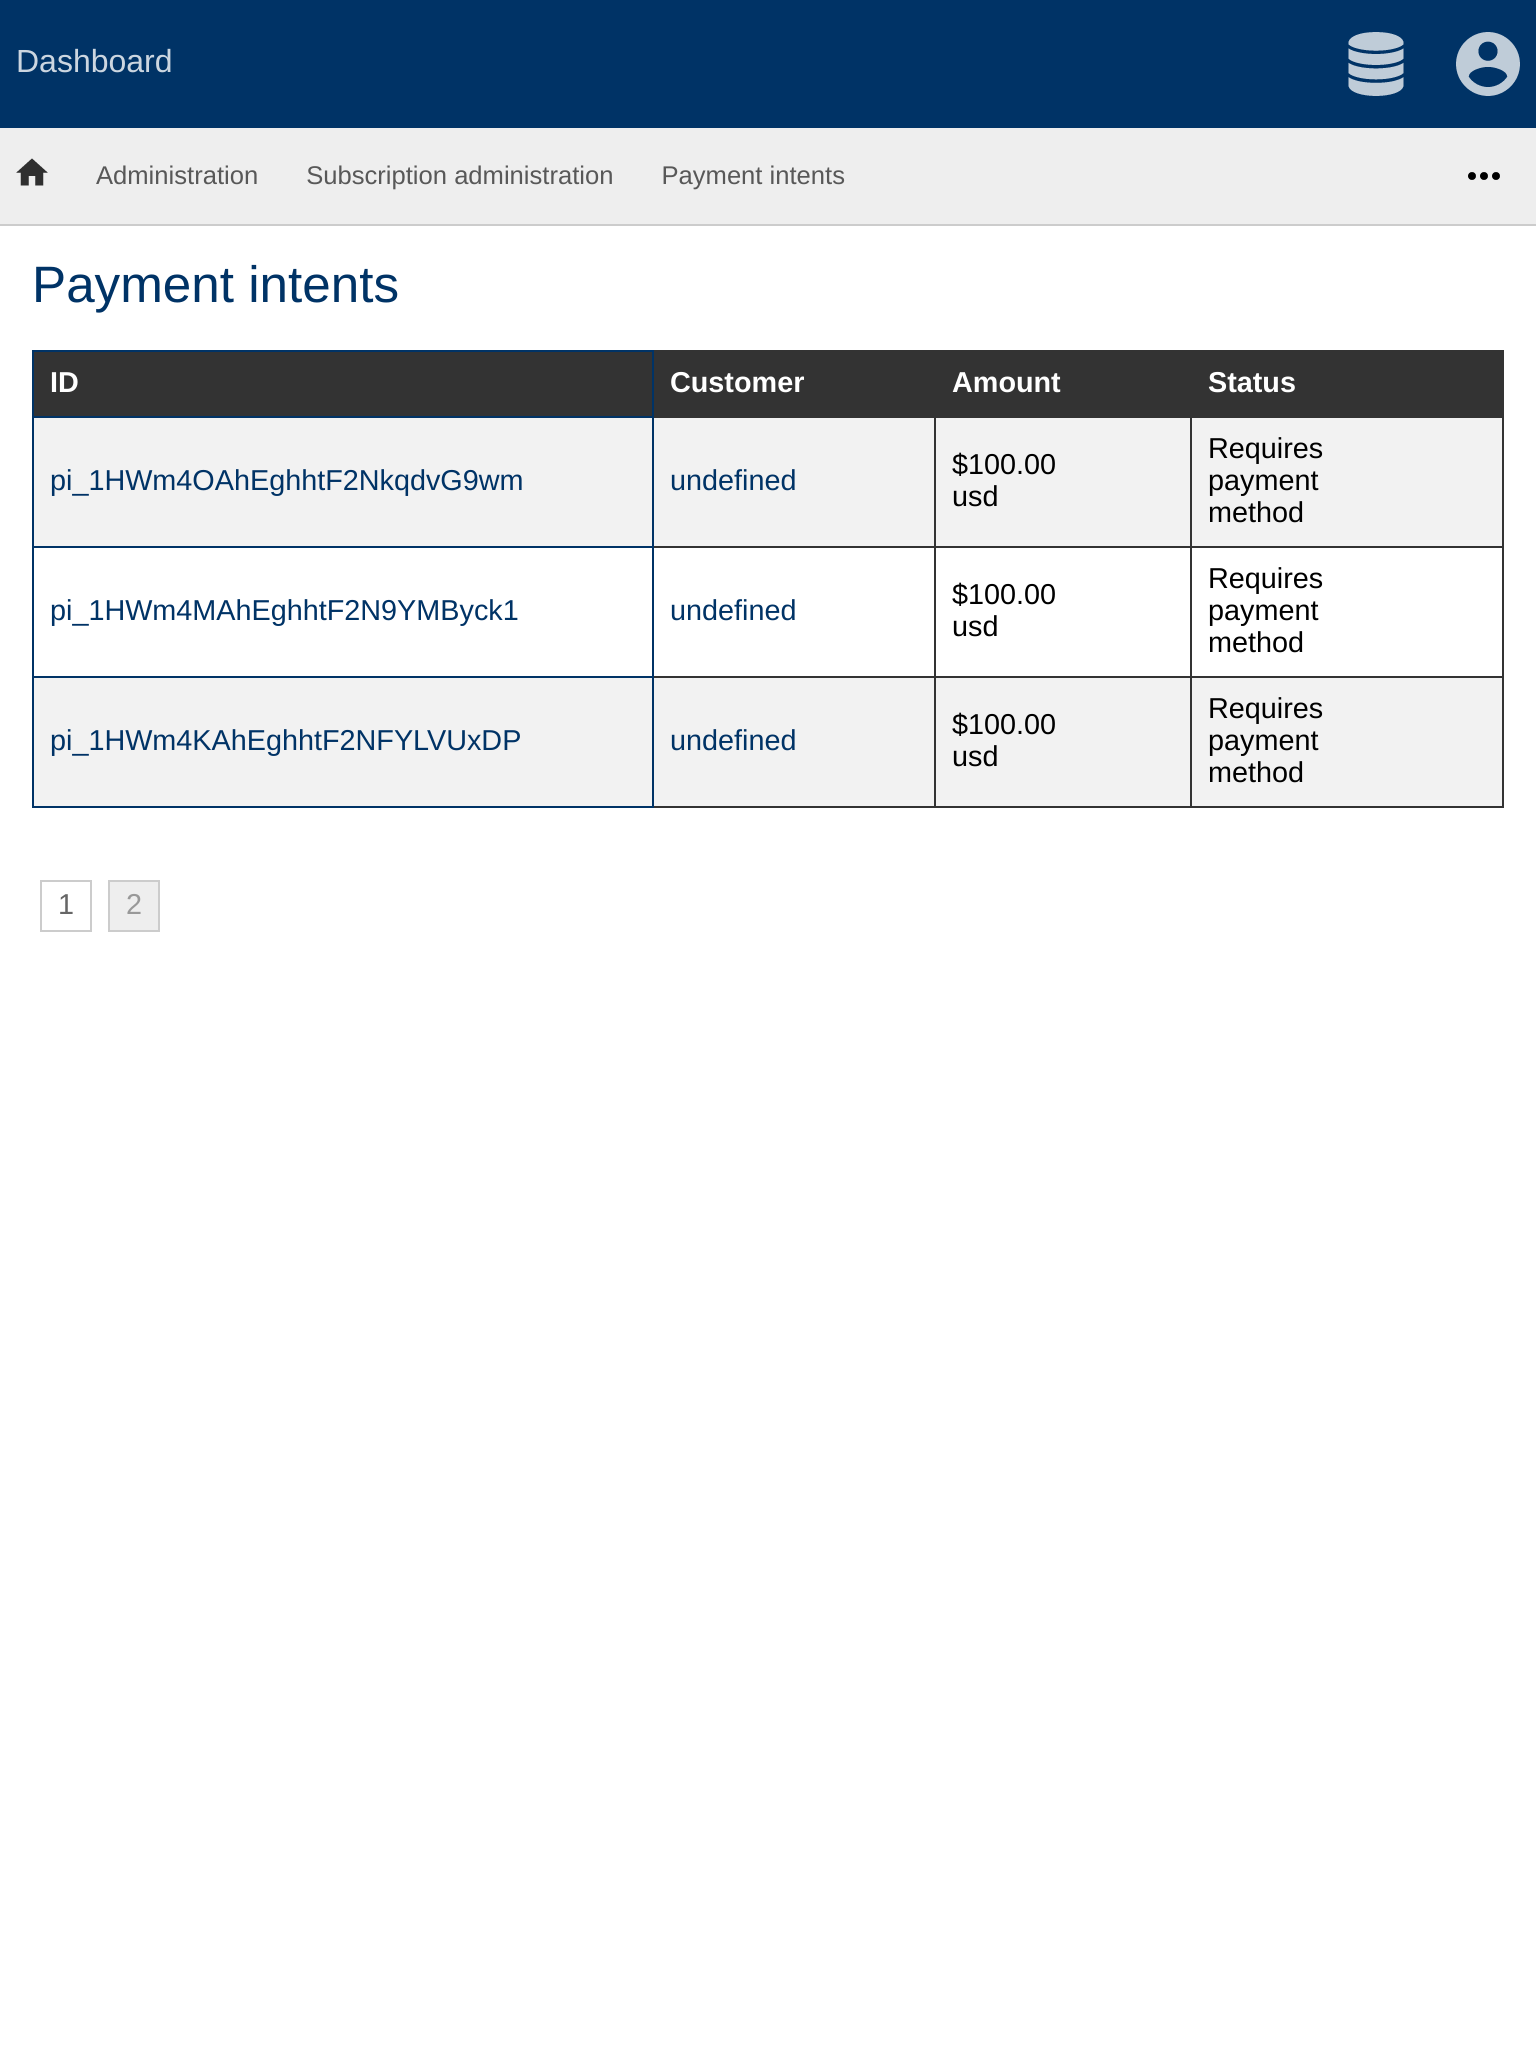 Dashboard
Administration Subscription administration Payment intents
Payment intents
ID Customer Amount Status
pi_1HWm4OAhEghhtF2NkqdvG9wm undefined $100.00 usd Requires payment method
pi_1HWm4MAhEghhtF2N9YMByck1 undefined $100.00 usd Requires payment method
pi_1HWm4KAhEghhtF2NFYLVUxDP undefined $100.00 usd Requires payment method
1 2